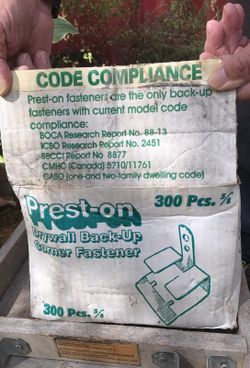 CODE COMPLIANCE
Prest-on fasteners are the only back-up
fasteners with current model code
compliance:
BOCA Research Report No. 88-13
ICBO Research Report No. 2451
SBCCI Report No 8877
CMHC (Canada) 5710/11761
CABO (one and two-family dwelling code)
Prest-on 300 Pcs. ⅝
Drywall Back-Up
Corner Fastener
300 Pcs. ⅝